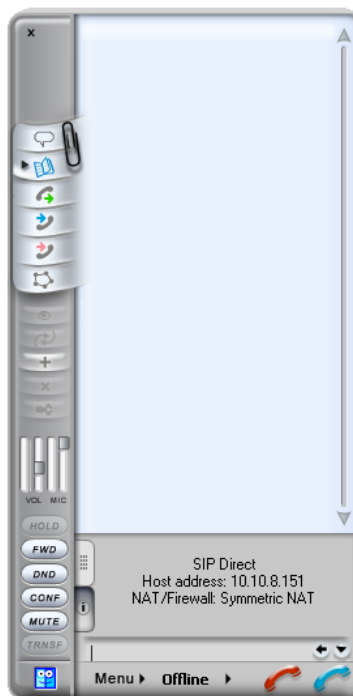 x
VOL MIC
HOLD
FWD
DND
CONF
MUTE
TRNSF
SIP Direct
Host address: 10.10.8.151
NAT/Firewall: Symmetric NAT
i
Menu Offline